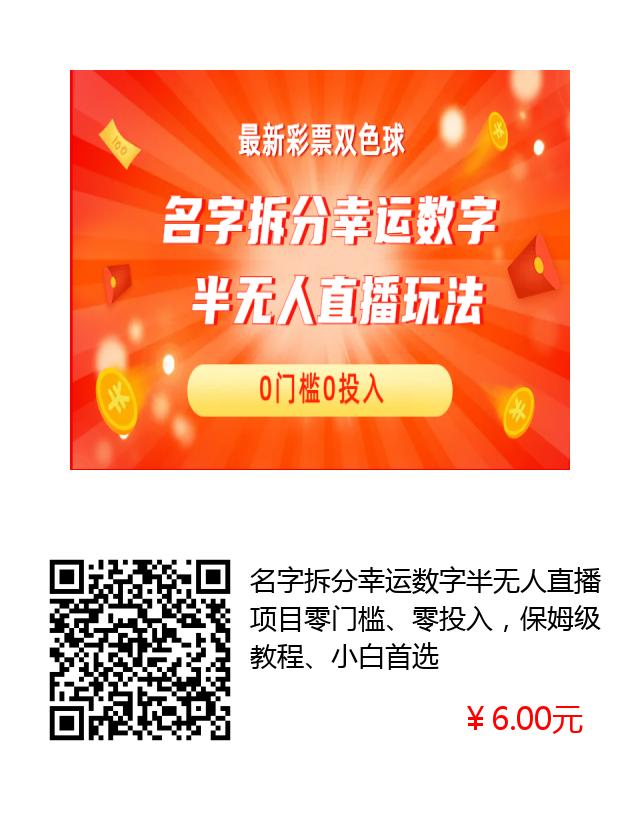 最新彩票双色球
名字拆分幸运数字
半无人直播玩法
0门槛0投入
100
名字拆分幸运数字半无人直播
项目零门槛、零投入，保姆级
教程、小白首选
¥6.00元